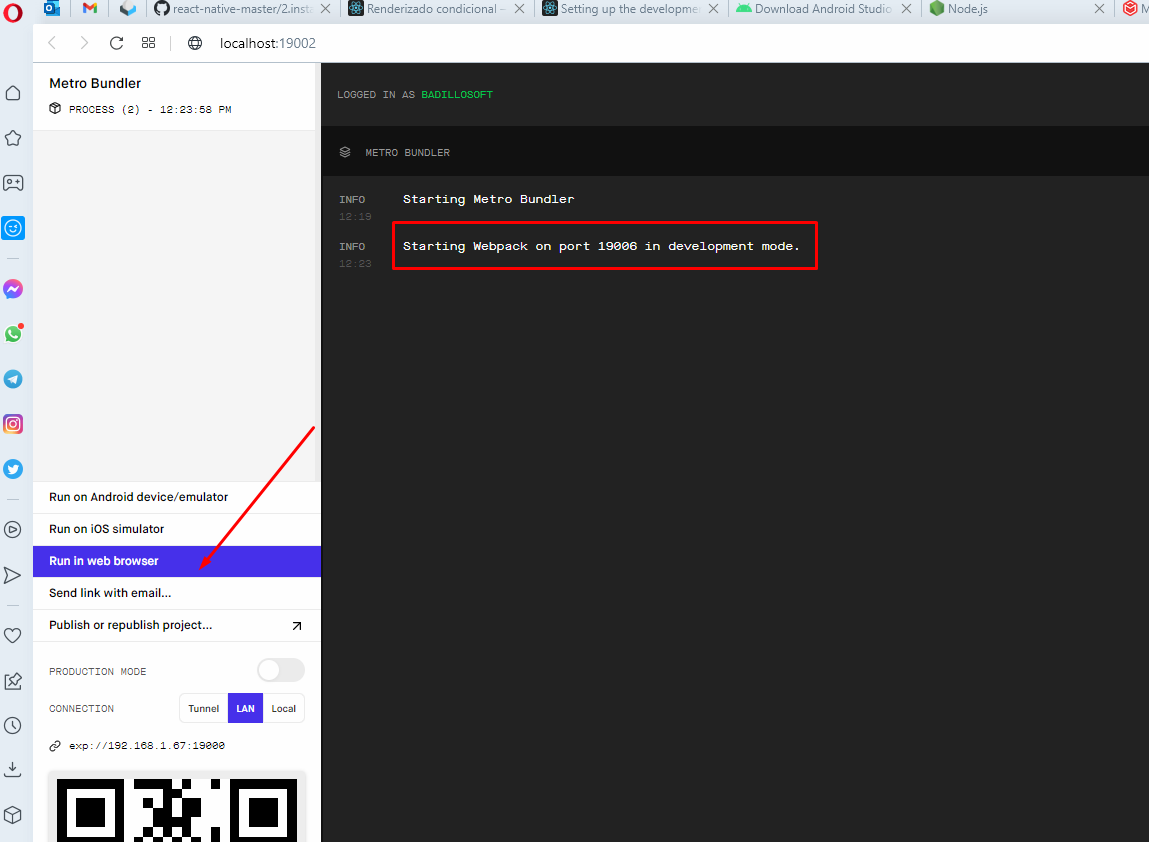 react-native-master/2.insta
Renderizado condicional –
Setting up the developme
Download Android Studio
Node.js
localhost:19002
Metro Bundler
PROCESS (2) - 12:23:58 PM
LOGGED IN AS BADILLOSOFT
METRO BUNDLER
INFO Starting Metro Bundler
12:19
INFO Starting Webpack on port 19006 in development mode.
12:23
Run on Android device/emulator
Run on iOS simulator
Run in web browser
Send link with email...
Publish or republish project...
PRODUCTION MODE
CONNECTION Tunnel LAN Local
exp://192.168.1.67:19000